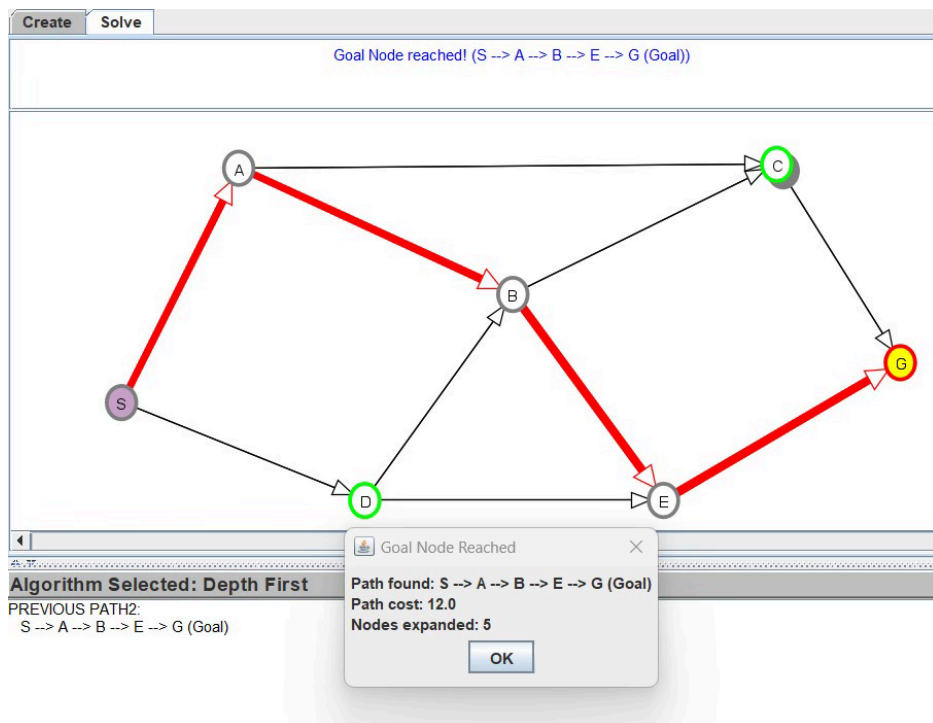 Create Solve
Goal Node reached! (S --> A --> B --> E --> G (Goal))
A
C
B
G
S
D
E
Goal Node Reached
Algorithm Selected: Depth First
Path found: S --> A --> B --> E --> G (Goal)
PREVIOUS PATH2:
Path cost: 12.0
S --> A --> B --> E --> G (Goal)
Nodes expanded: 5
OK